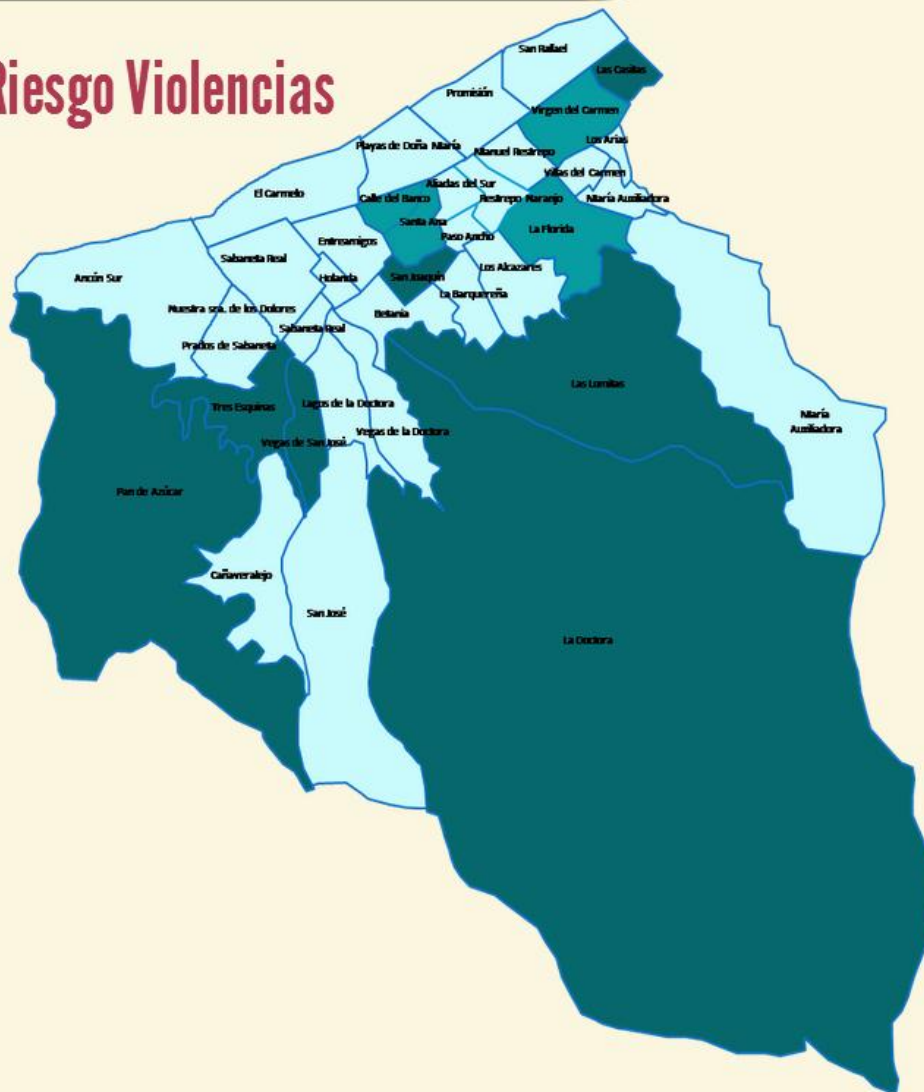 Riesgo Violencias
San Rafael
Las Casitas
Promisión
Virgen del Carmen
Los Arias
Playas de Doña María
Manuel Restrepo
Villas del Carmen
Aliadas del Sur
El Carmelo
Calle del Banco
Restrepo Naranjo
María Auxiliadora
Santa Ana
La Florida
Entreamigos
Paso Ancho
Sabaneta Real
Los Alcazares
Ancón Sur
Holanda
San Joaquín
La Barquereña
Nuestra sra. de los Dolores
Betania
Sabaneta Real
Prados de Sabaneta
Las Lomitas
Tres Esquinas
Lagos de la Doctora
María
Auxiliadora
Vegas de la Doctora
Vegas de San José
Pan de Azúcar
Cañaveralejo
San José
La Doctora